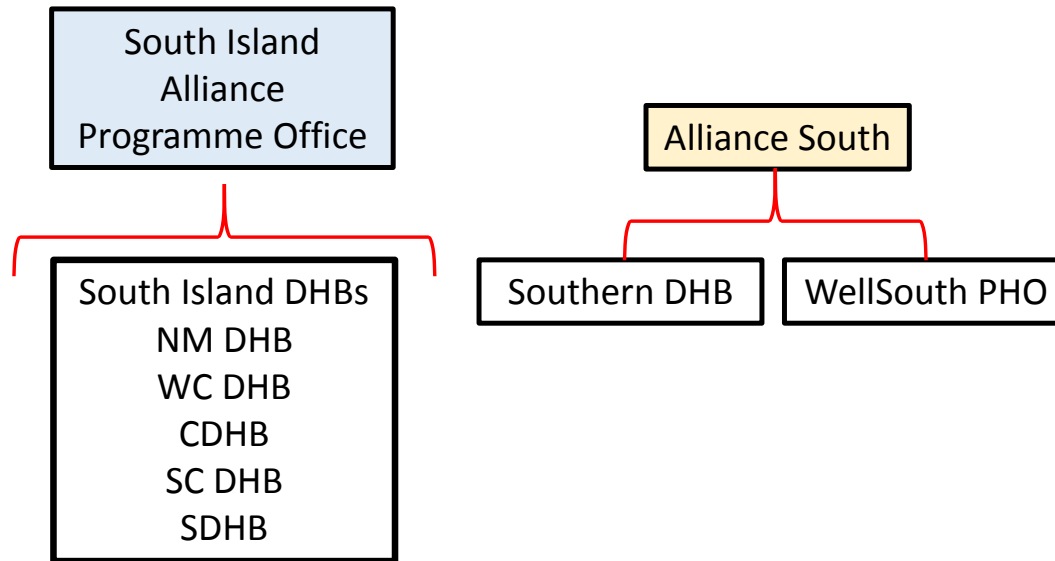 South Island
Alliance
Programme Office
South Island DHBs
NM DHB
WC DHB
CDHB
SC DHB
SDHB
Alliance South
Southern DHB
WellSouth PHO